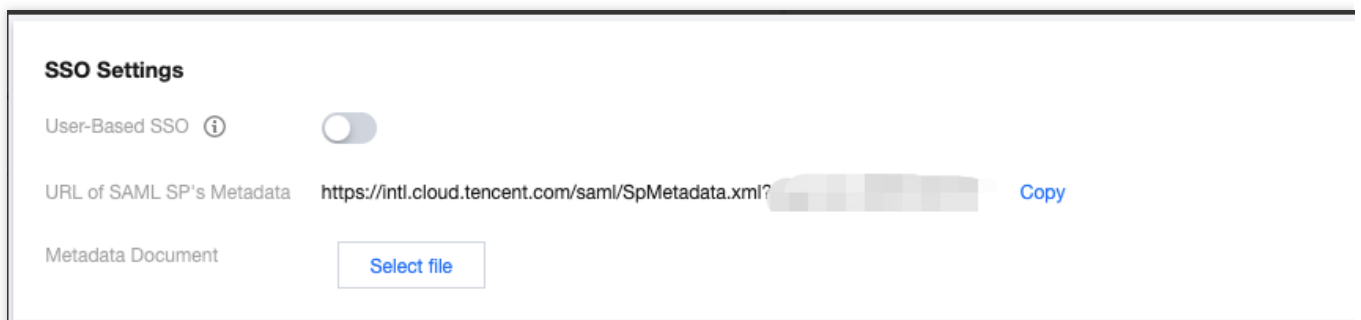 SSO Settings
User-Based SSO
URL of SAML SP's Metadata https://intl.cloud.tencent.com/saml/SpMetadata.xml? Copy
Metadata Document Select file